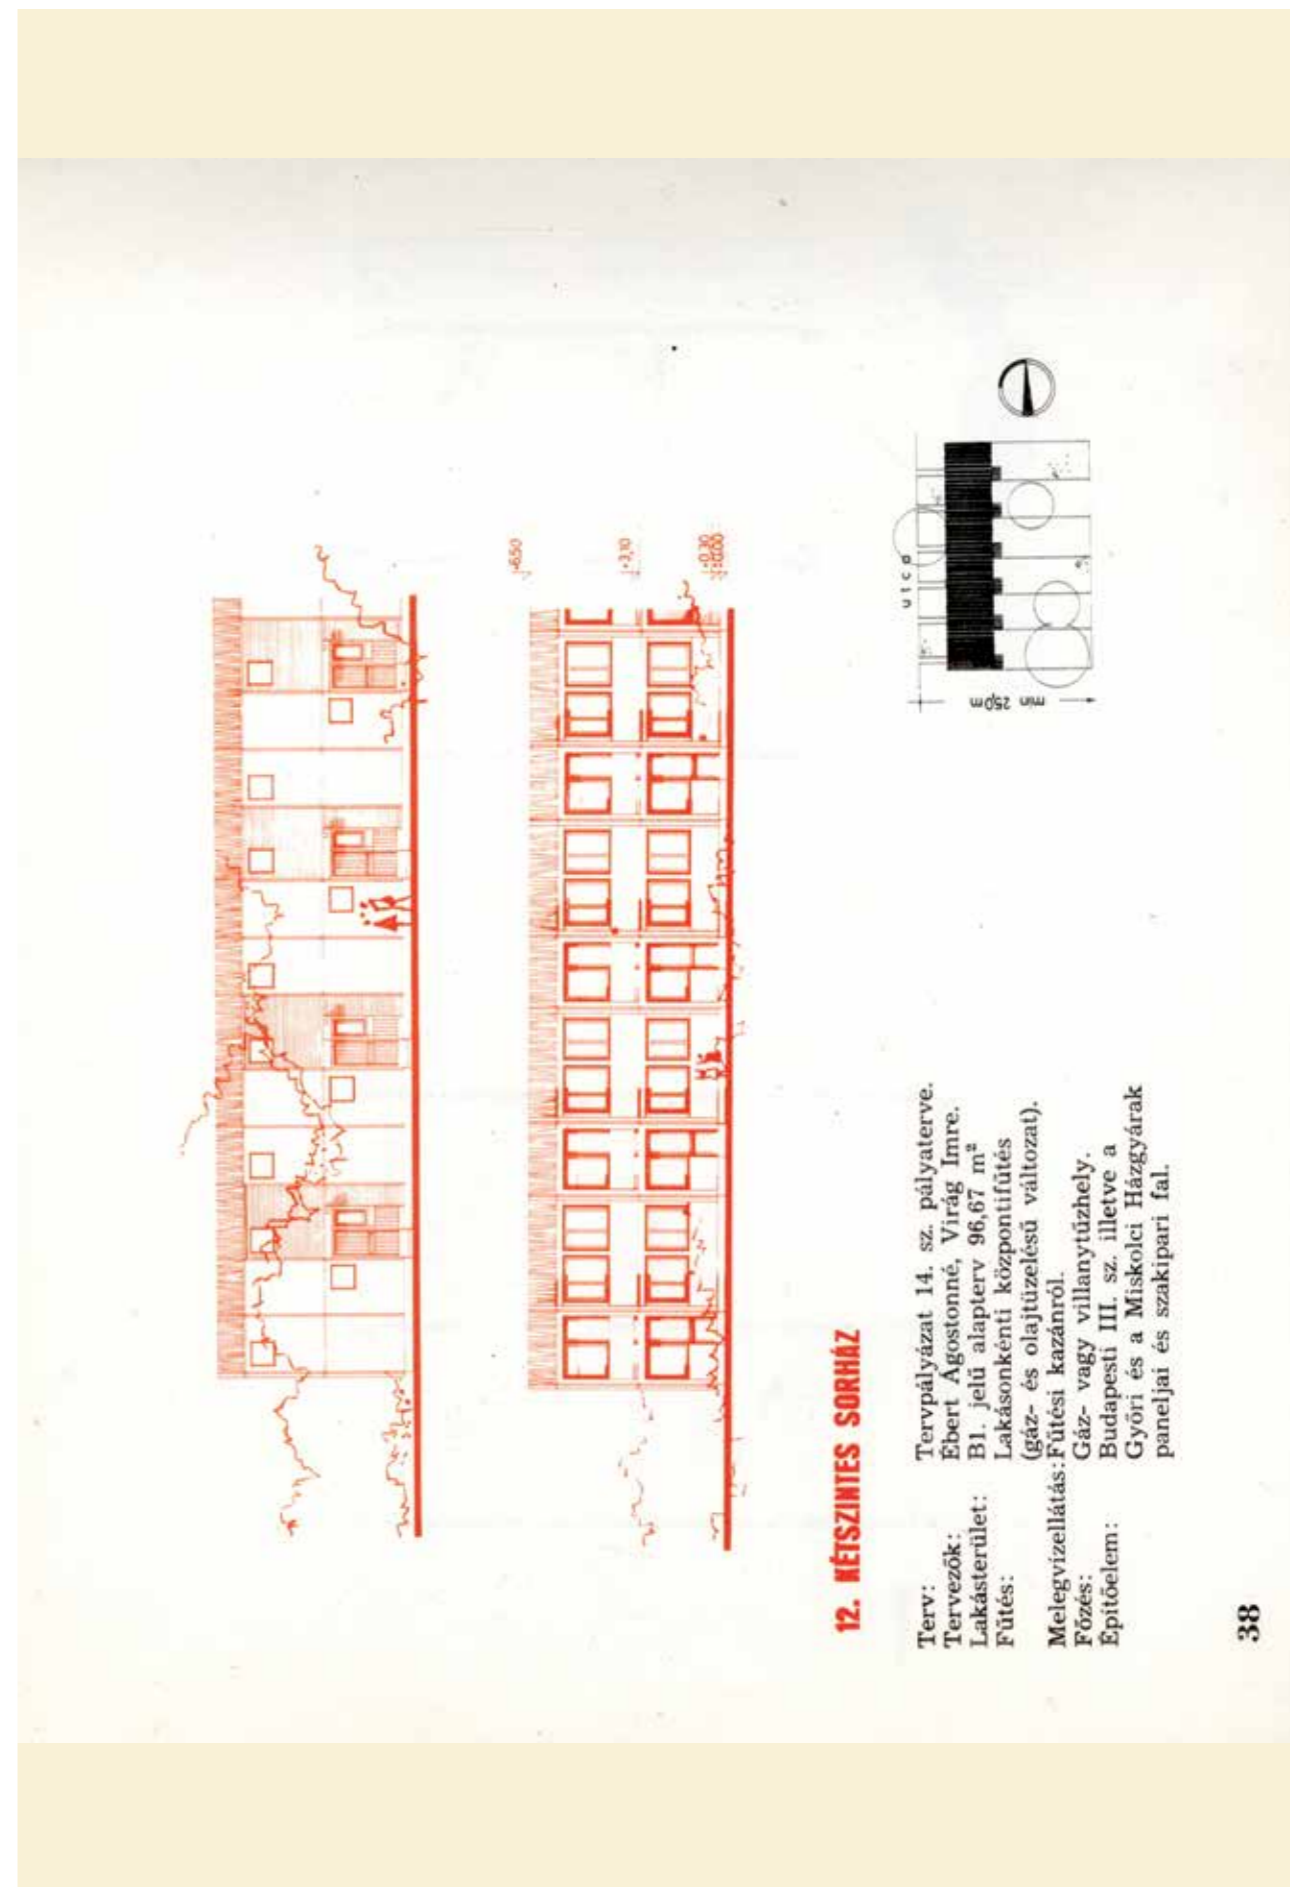 +6,50
+3,10
+0,30
±0,00
12. KÉTSZINTES SORHÁZ
Terv: Tervpályázat 14. sz. pályaterve.
Tervezők: Ébert Ágostonné, Virág Imre.
Lakásterület: B1. jelű alapterv 96,67 m²
Fűtés: Lakásonkénti központifűtés
(gáz- és olajtüzelésű változat).
Melegvízellátás: Fűtési kazánról.
Főzés: Gáz- vagy villanytűzhely.
Építőelem: Budapesti III. sz. illetve a
Győri és a Miskolci Házgyárak
paneljai és szakipari fal.
utca
min 25,0 m
38